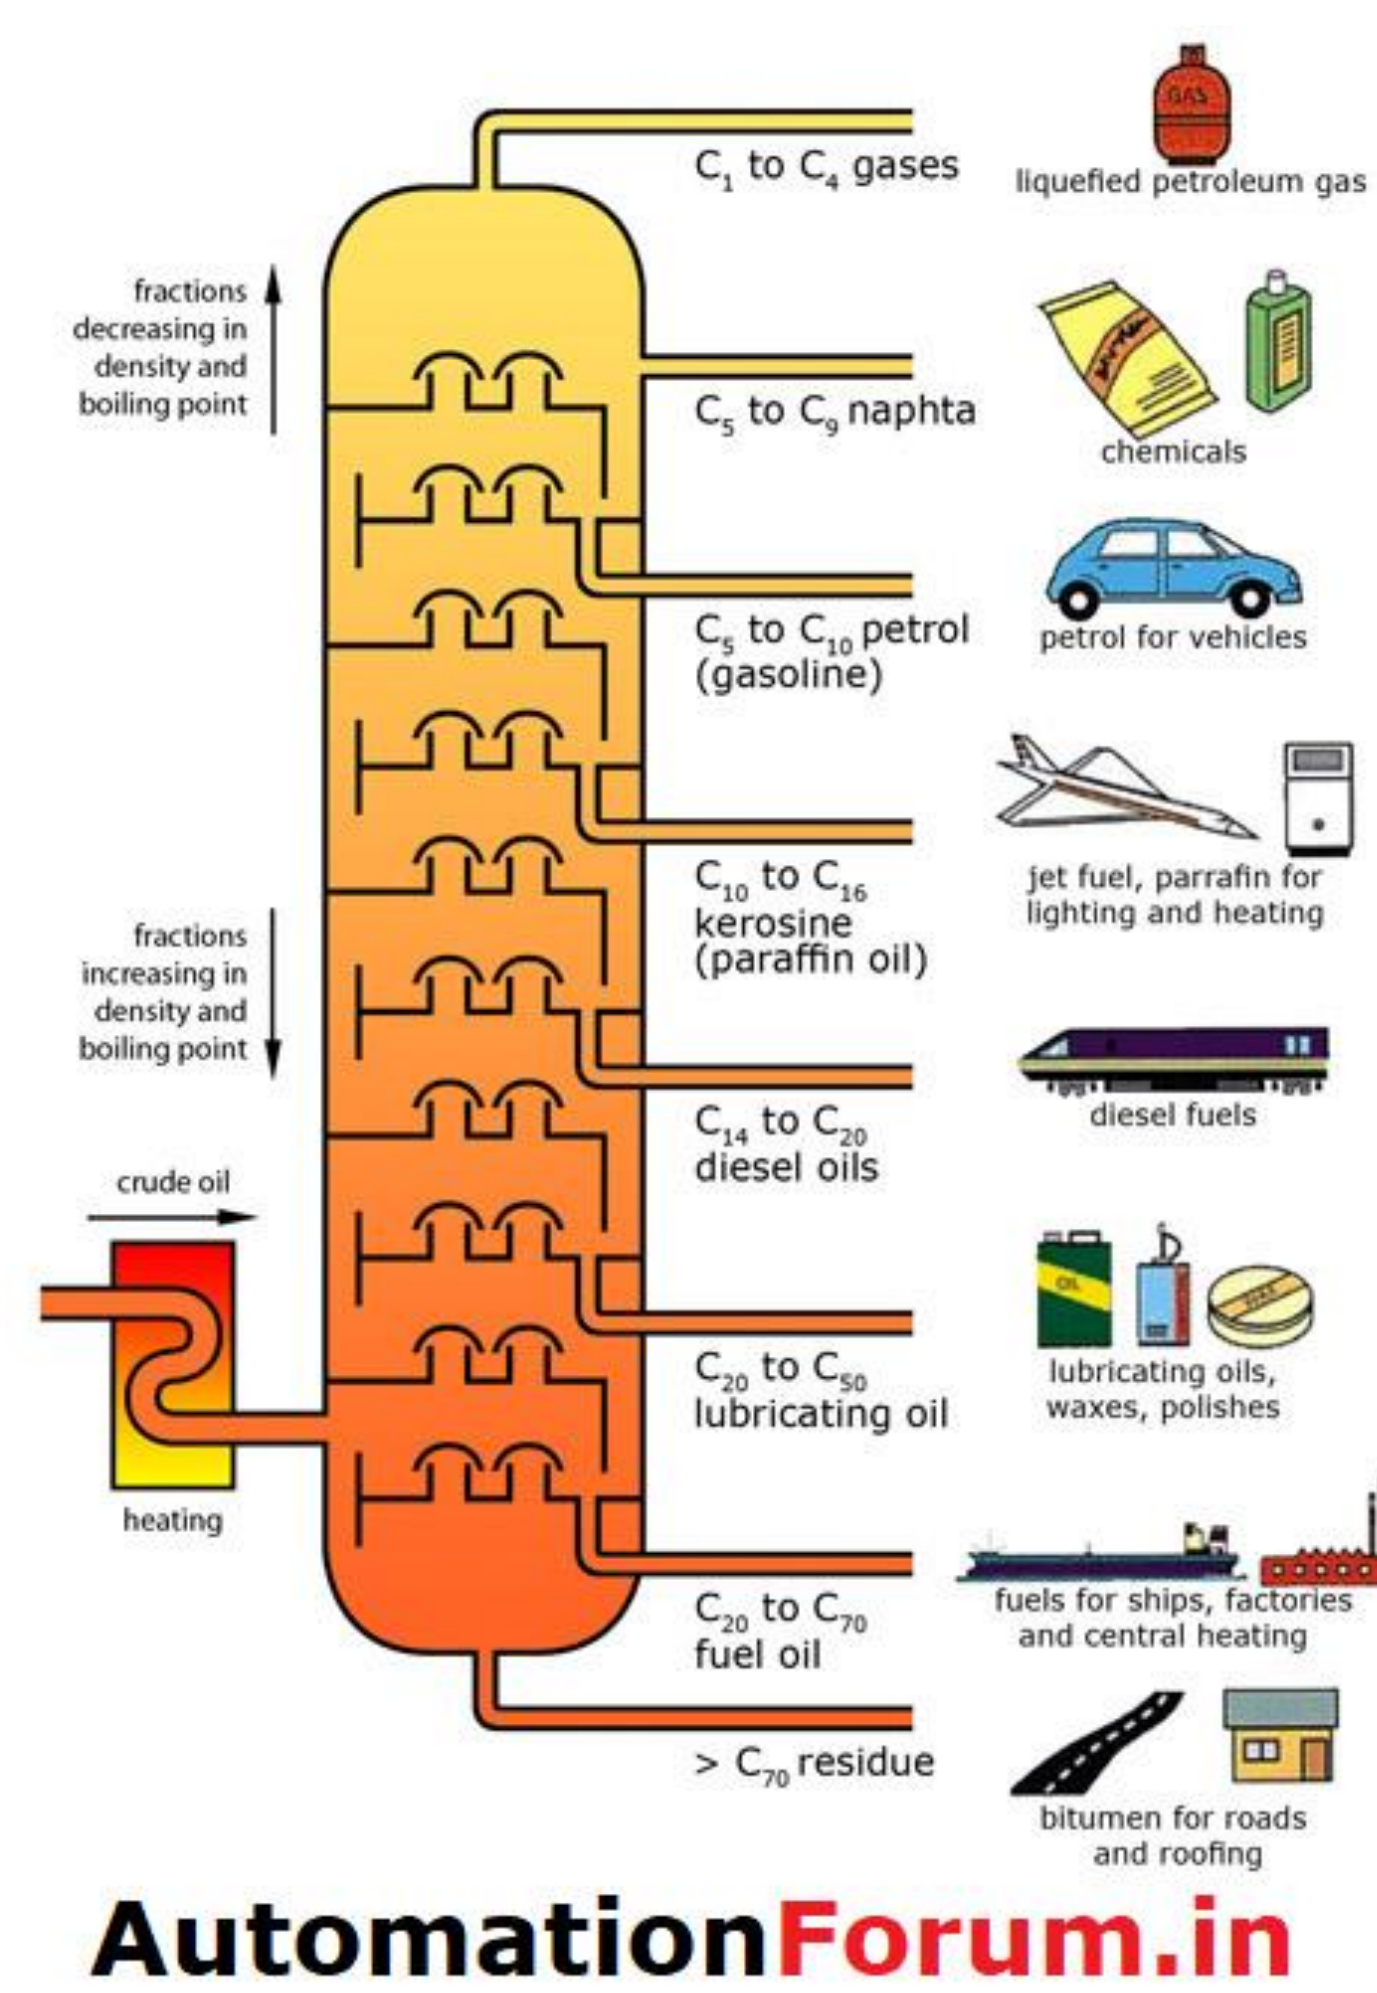 GAS
C₁ to C₄ gases
liquefied petroleum gas
fractions
decreasing in
density and
boiling point
C₅ to C₉ naphta
chemicals
C₅ to C₁₀ petrol
(gasoline)
petrol for vehicles
C₁₀ to C₁₆
kerosine
(paraffin oil)
jet fuel, parrafin for
lighting and heating
fractions
increasing in
density and
boiling point
C₁₄ to C₂₀
diesel oils
diesel fuels
crude oil
heating
OIL
C₂₀ to C₅₀
lubricating oil
lubricating oils,
waxes, polishes
C₂₀ to C₇₀
fuel oil
fuels for ships, factories
and central heating
> C₇₀ residue
bitumen for roads
and roofing
AutomationForum.in